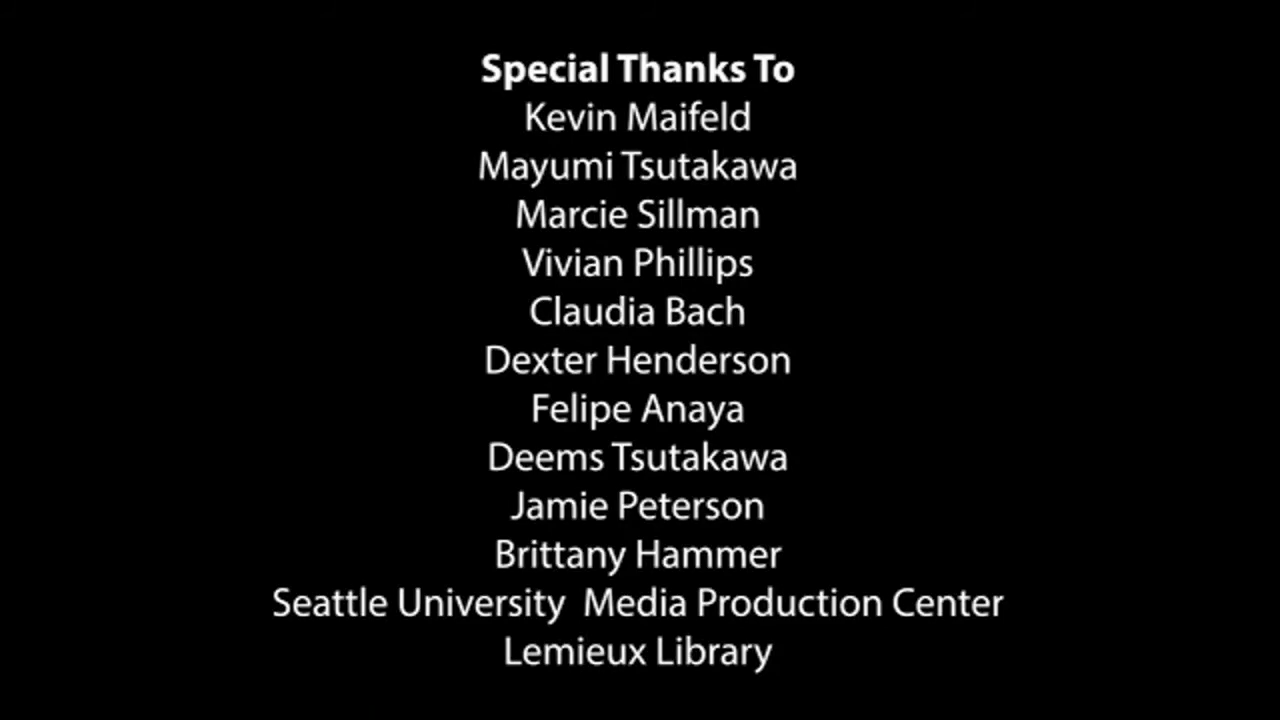 Special Thanks To
Kevin Maifeld
Mayumi Tsutakawa
Marcie Sillman
Vivian Phillips
Claudia Bach
Dexter Henderson
Felipe Anaya
Deems Tsutakawa
Jamie Peterson
Brittany Hammer
Seattle University  Media Production Center
Lemieux Library